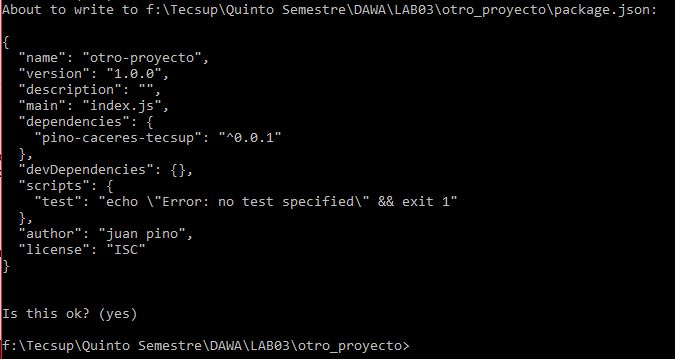 About to write to f:\Tecsup\Quinto Semestre\DAWA\LAB03\otro_proyecto\package.json:
{
"name": "otro-proyecto",
"version": "1.0.0",
"description": "",
"main": "index.js",
"dependencies": {
"pino-caceres-tecsup": "^0.0.1"
},
"devDependencies": {},
"scripts": {
"test": "echo \"Error: no test specified\" && exit 1"
},
"author": "juan pino",
"license": "ISC"
}
Is this ok? (yes)
f:\Tecsup\Quinto Semestre\DAWA\LAB03\otro_proyecto>